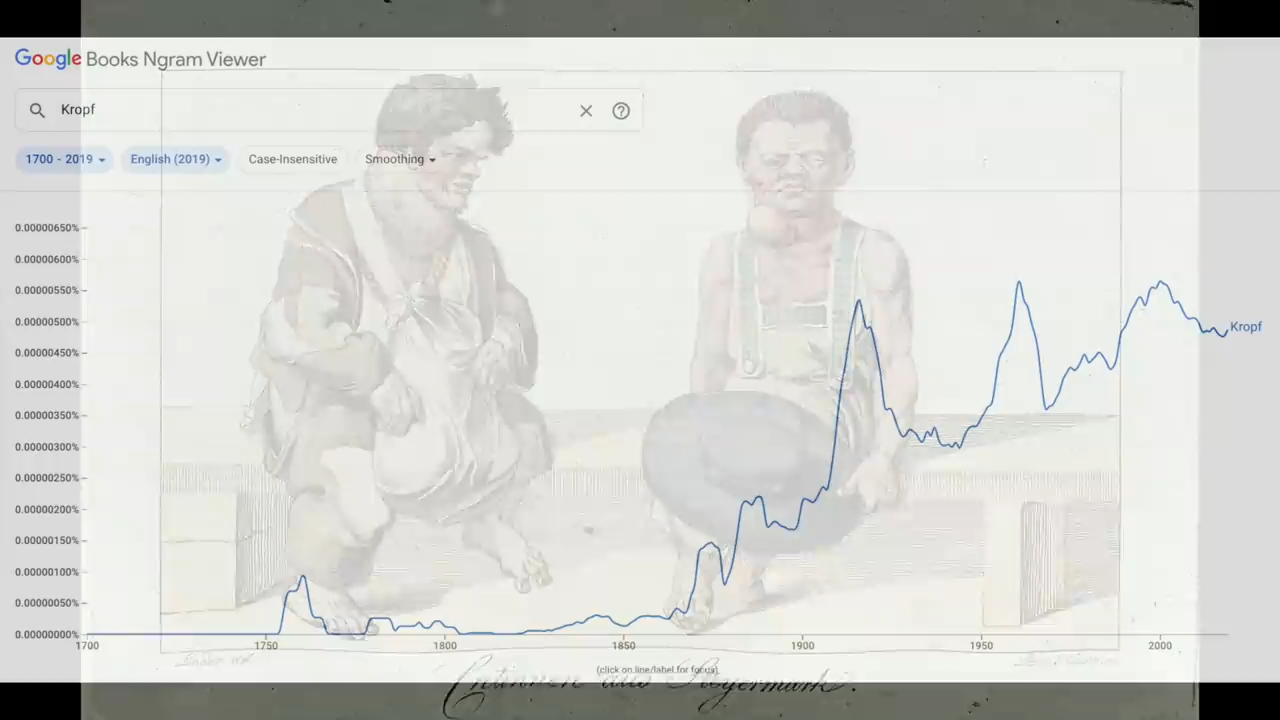 Google Books Ngram Viewer
Kropf
1700 - 2019 English (2019) Case-Insensitive Smoothing
0.00000650%
0.00000600%
0.00000550%
0.00000500%
Kropf
0.00000450%
0.00000400%
0.00000350%
0.00000300%
0.00000250%
0.00000200%
0.00000150%
0.00000100%
0.00000050%
0.00000000%
1700 1750 1800 1850 1900 1950 2000
(click on line/label for focus)
aus Steyermark.